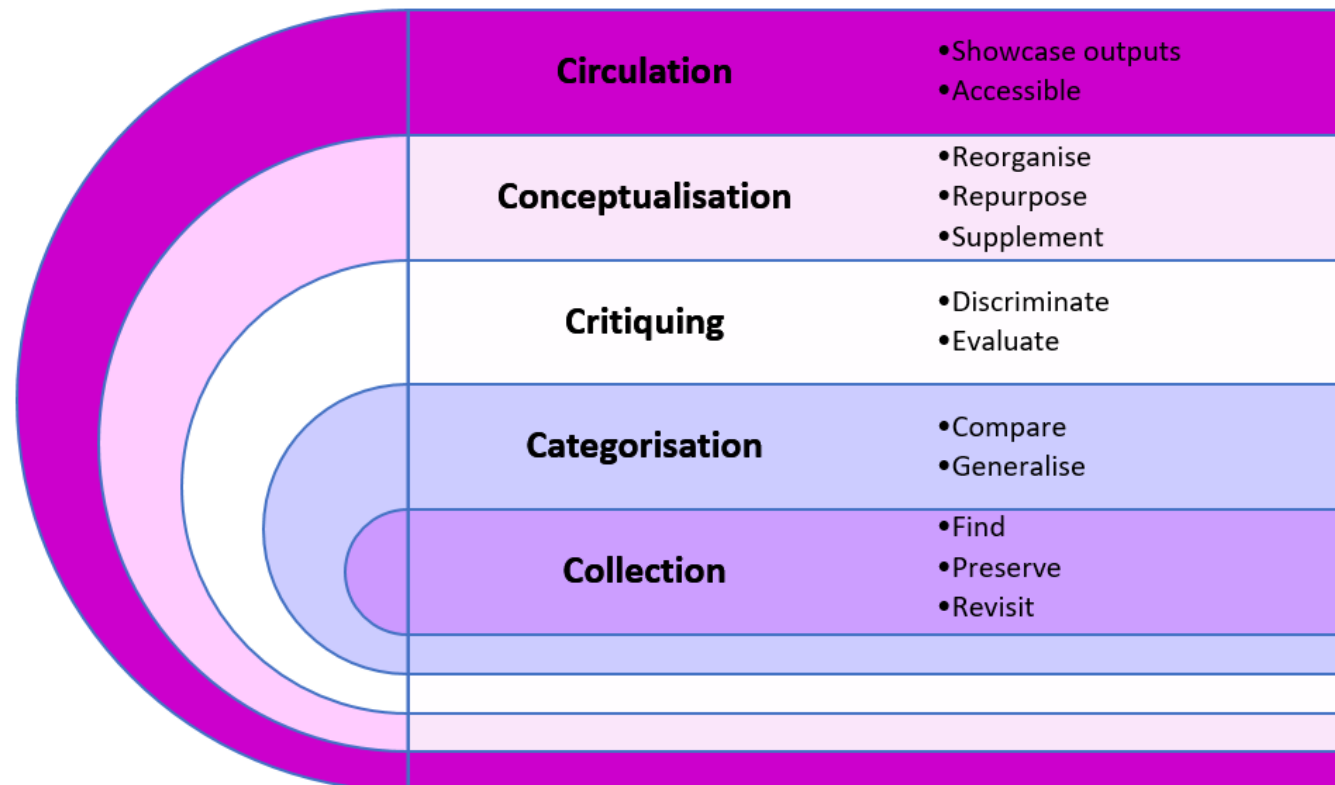 Circulation
•Showcase outputs
•Accessible
Conceptualisation
•Reorganise
•Repurpose
•Supplement
Critiquing
•Discriminate
•Evaluate
Categorisation
•Compare
•Generalise
Collection
•Find
•Preserve
•Revisit